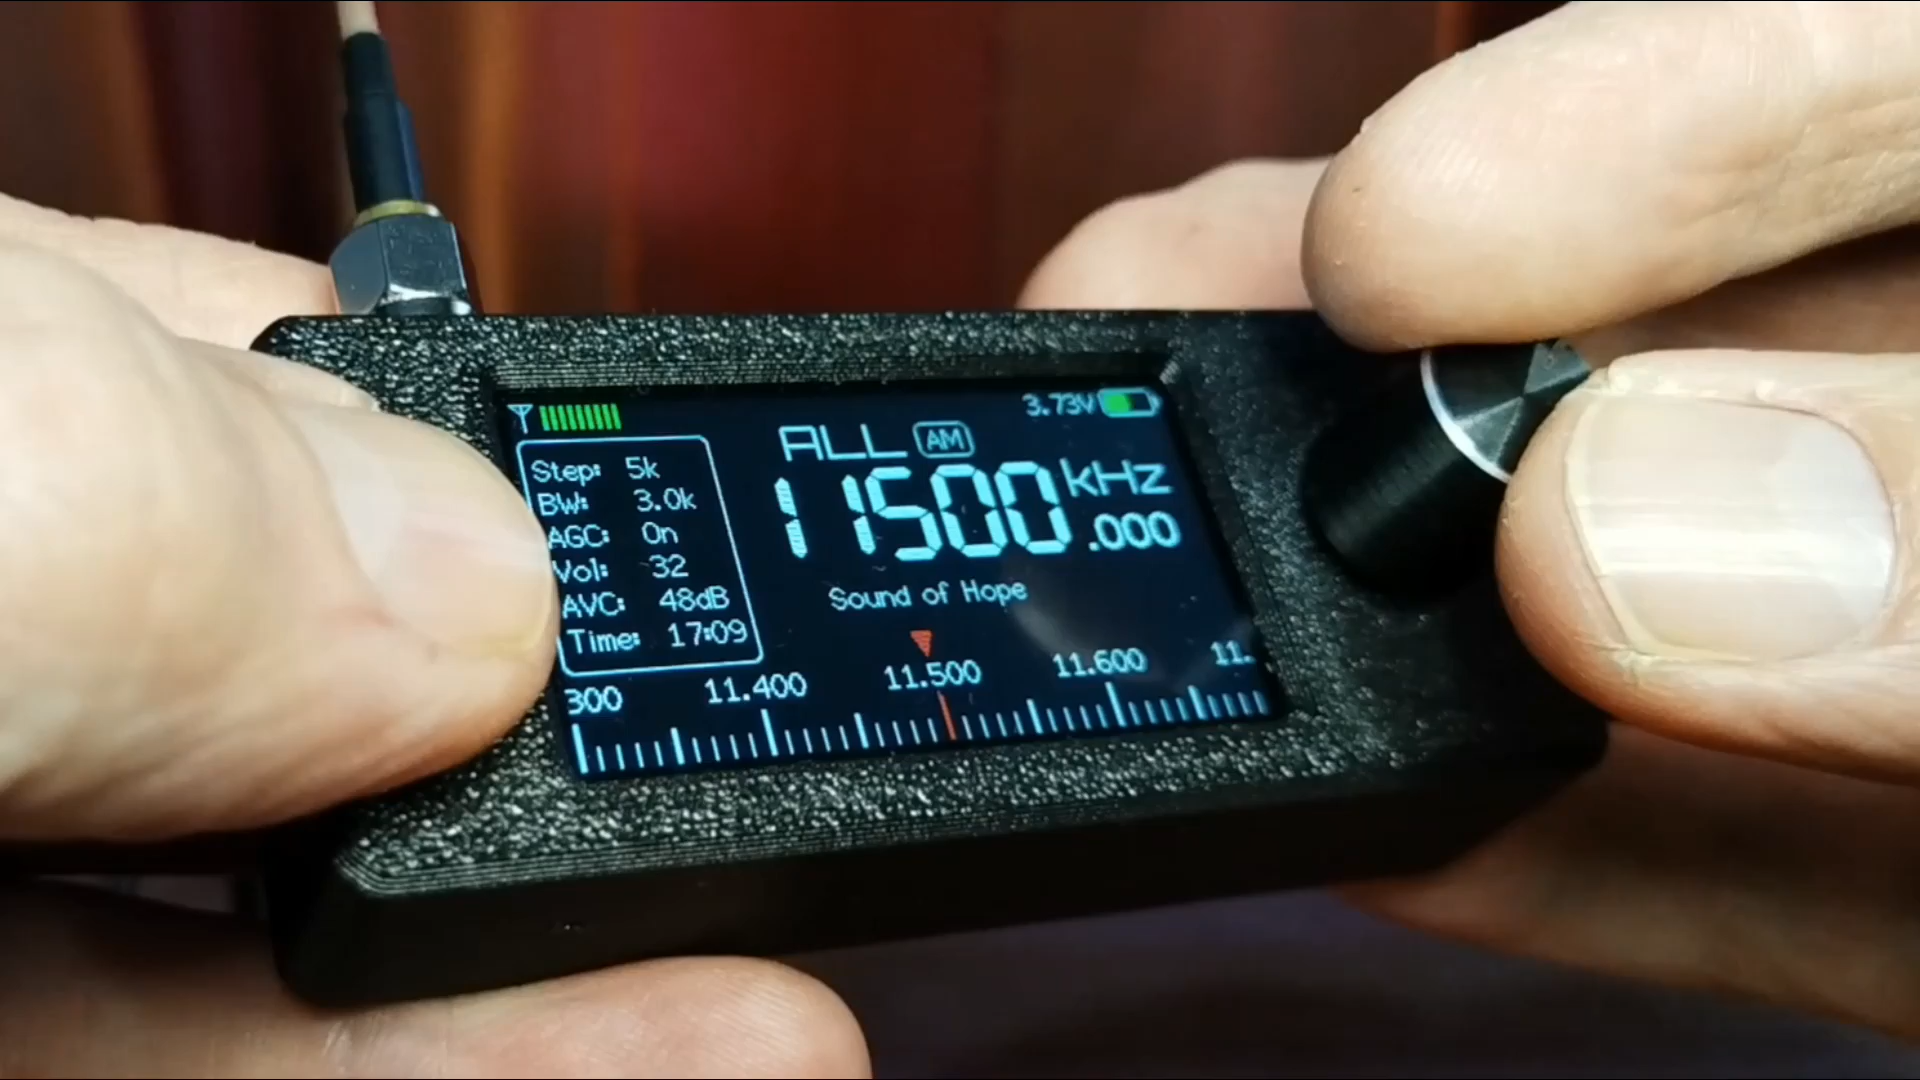 3.73V
ALL AM
Step: 5k
BW: 3.0k
AGC: On
Vol: 32
AVC: 48dB
Time: 17:09
11500 kHz
.000
Sound of Hope
300 11.400 11.500 11.600 11.